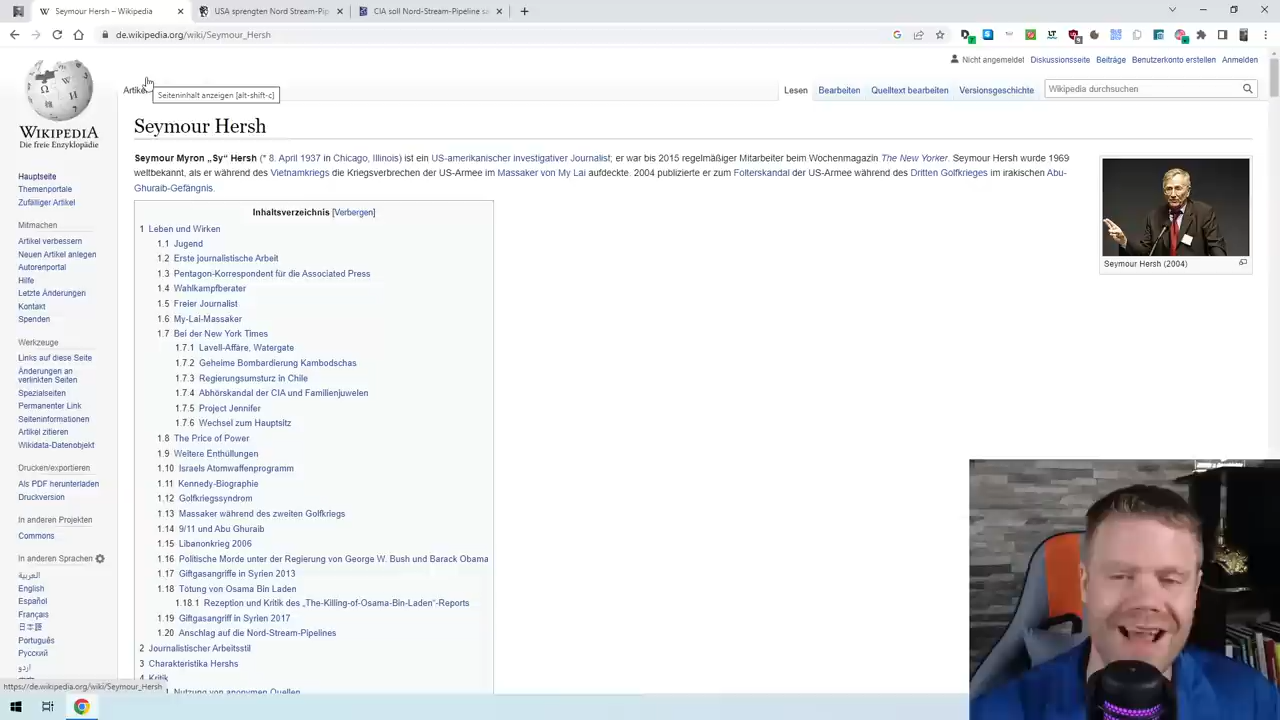 Seymour Hersh – Wikipedia
USA sprengten Nord Stream-Pip
CIA soll Nord-Stream-Pipeline sa
de.wikipedia.org/wiki/Seymour_Hersh
Nicht angemeldet Diskussionsseite Beiträge Benutzerkonto erstellen Anmelden
Artikel
Seiteninhalt anzeigen [alt-shift-c]
Lesen Bearbeiten Quelltext bearbeiten Versionsgeschichte
Wikipedia durchsuchen
WIKIPEDIA
Die freie Enzyklopädie
Hauptseite
Themenportale
Zufälliger Artikel
Mitmachen
Artikel verbessern
Neuen Artikel anlegen
Autorenportal
Hilfe
Letzte Änderungen
Kontakt
Spenden
Werkzeuge
Links auf diese Seite
Änderungen an
verlinkten Seiten
Spezialseiten
Permanenter Link
Seiteninformationen
Artikel zitieren
Wikidata-Datenobjekt
Drucken/exportieren
Als PDF herunterladen
Druckversion
In anderen Projekten
Commons
In anderen Sprachen
العربية
English
Español
Français
日本語
Português
Русский
اردو
https://de.wikipedia.org/wiki/Seymour_Hersh
Seymour Hersh
Seymour Myron „Sy“ Hersh (* 8. April 1937 in Chicago, Illinois) ist ein US-amerikanischer investigativer Journalist; er war bis 2015 regelmäßiger Mitarbeiter beim Wochenmagazin The New Yorker. Seymour Hersh wurde 1969
weltbekannt, als er während des Vietnamkriegs die Kriegsverbrechen der US-Armee im Massaker von My Lai aufdeckte. 2004 publizierte er zum Folterskandal der US-Armee während des Dritten Golfkrieges im irakischen Abu-
Ghuraib-Gefängnis.
Seymour Hersh (2004)
Inhaltsverzeichnis [Verbergen]
1 Leben und Wirken
1.1 Jugend
1.2 Erste journalistische Arbeit
1.3 Pentagon-Korrespondent für die Associated Press
1.4 Wahlkampfberater
1.5 Freier Journalist
1.6 My-Lai-Massaker
1.7 Bei der New York Times
1.7.1 Lavell-Affäre, Watergate
1.7.2 Geheime Bombardierung Kambodschas
1.7.3 Regierungsumsturz in Chile
1.7.4 Abhörskandal der CIA und Familienjuwelen
1.7.5 Project Jennifer
1.7.6 Wechsel zum Hauptsitz
1.8 The Price of Power
1.9 Weitere Enthüllungen
1.10 Israels Atomwaffenprogramm
1.11 Kennedy-Biographie
1.12 Golfkriegssyndrom
1.13 Massaker während des zweiten Golfkriegs
1.14 9/11 und Abu Ghuraib
1.15 Libanonkrieg 2006
1.16 Politische Morde unter der Regierung von George W. Bush und Barack Obama
1.17 Giftgasangriffe in Syrien 2013
1.18 Tötung von Osama Bin Laden
1.18.1 Rezeption und Kritik des „The-Killing-of-Osama-Bin-Laden“-Reports
1.19 Giftgasangriff in Syrien 2017
1.20 Anschlag auf die Nord-Stream-Pipelines
2 Journalistischer Arbeitsstil
3 Charakteristika Hershs
4 Kritik
Nutzung von anonymen Quellen